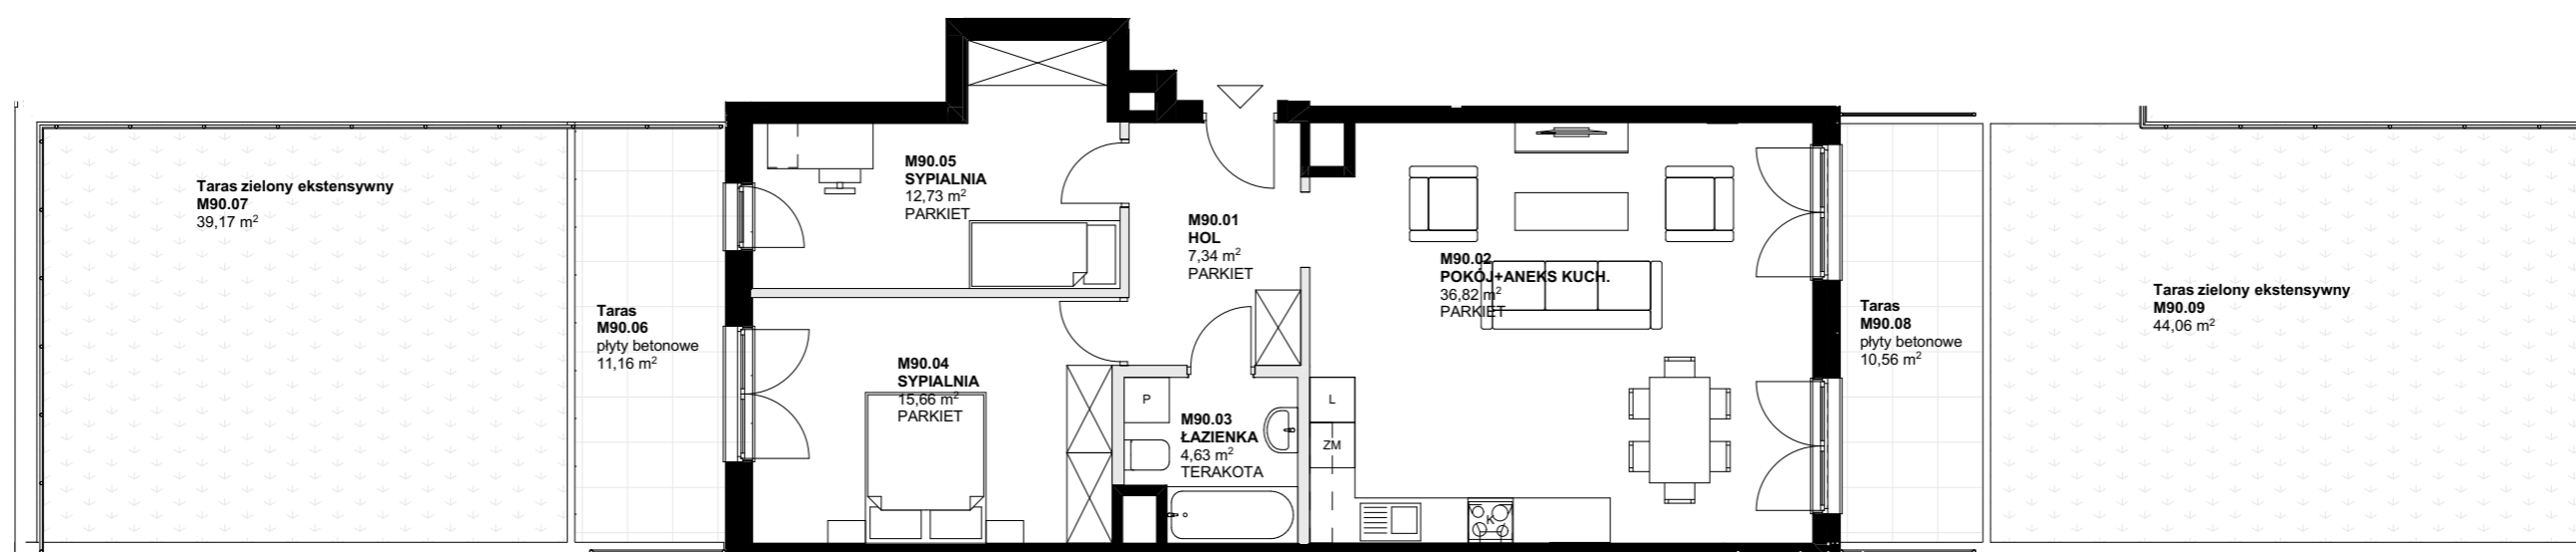 Taras zielony ekstensywny
M90.07
39,17 m²
Taras
M90.06
płyty betonowe
11,16 m²
M90.05
SYPIALNIA
12,73 m²
PARKIET
M90.04
SYPIALNIA
15,66 m²
PARKIET
M90.01
HOL
7,34 m²
PARKIET
P
M90.03
ŁAZIENKA
4,63 m²
TERAKOTA
M90.02
POKÓJ+ANEKS KUCH.
36,82 m²
PARKIET
L
ZM
K
Taras
M90.08
płyty betonowe
10,56 m²
Taras zielony ekstensywny
M90.09
44,06 m²